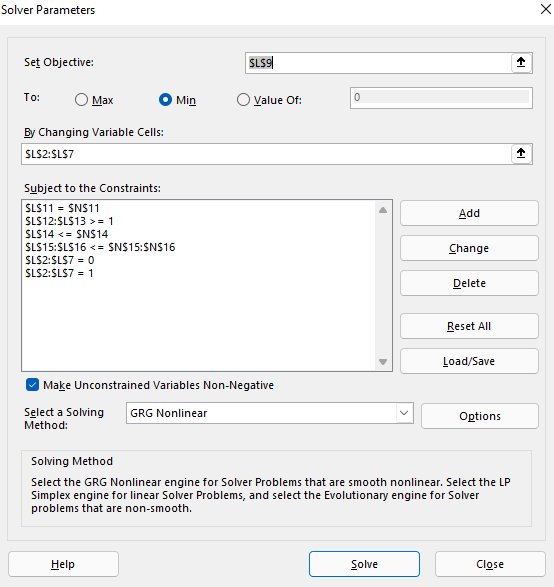 Solver Parameters
Set Objective:
$L$9
To:
Max
Min
Value Of:
0
By Changing Variable Cells:
$L$2:$L$7
Subject to the Constraints:
$L$11 = $N$11
$L$12:$L$13 >= 1
$L$14 <= $N$14
$L$15:$L$16 <= $N$15:$N$16
$L$2:$L$7 = 0
$L$2:$L$7 = 1
Add
Change
Delete
Reset All
Load/Save
Make Unconstrained Variables Non-Negative
Select a Solving
Method:
GRG Nonlinear
Options
Solving Method
Select the GRG Nonlinear engine for Solver Problems that are smooth nonlinear. Select the LP
Simplex engine for linear Solver Problems, and select the Evolutionary engine for Solver
problems that are non-smooth.
Help
Solve
Close